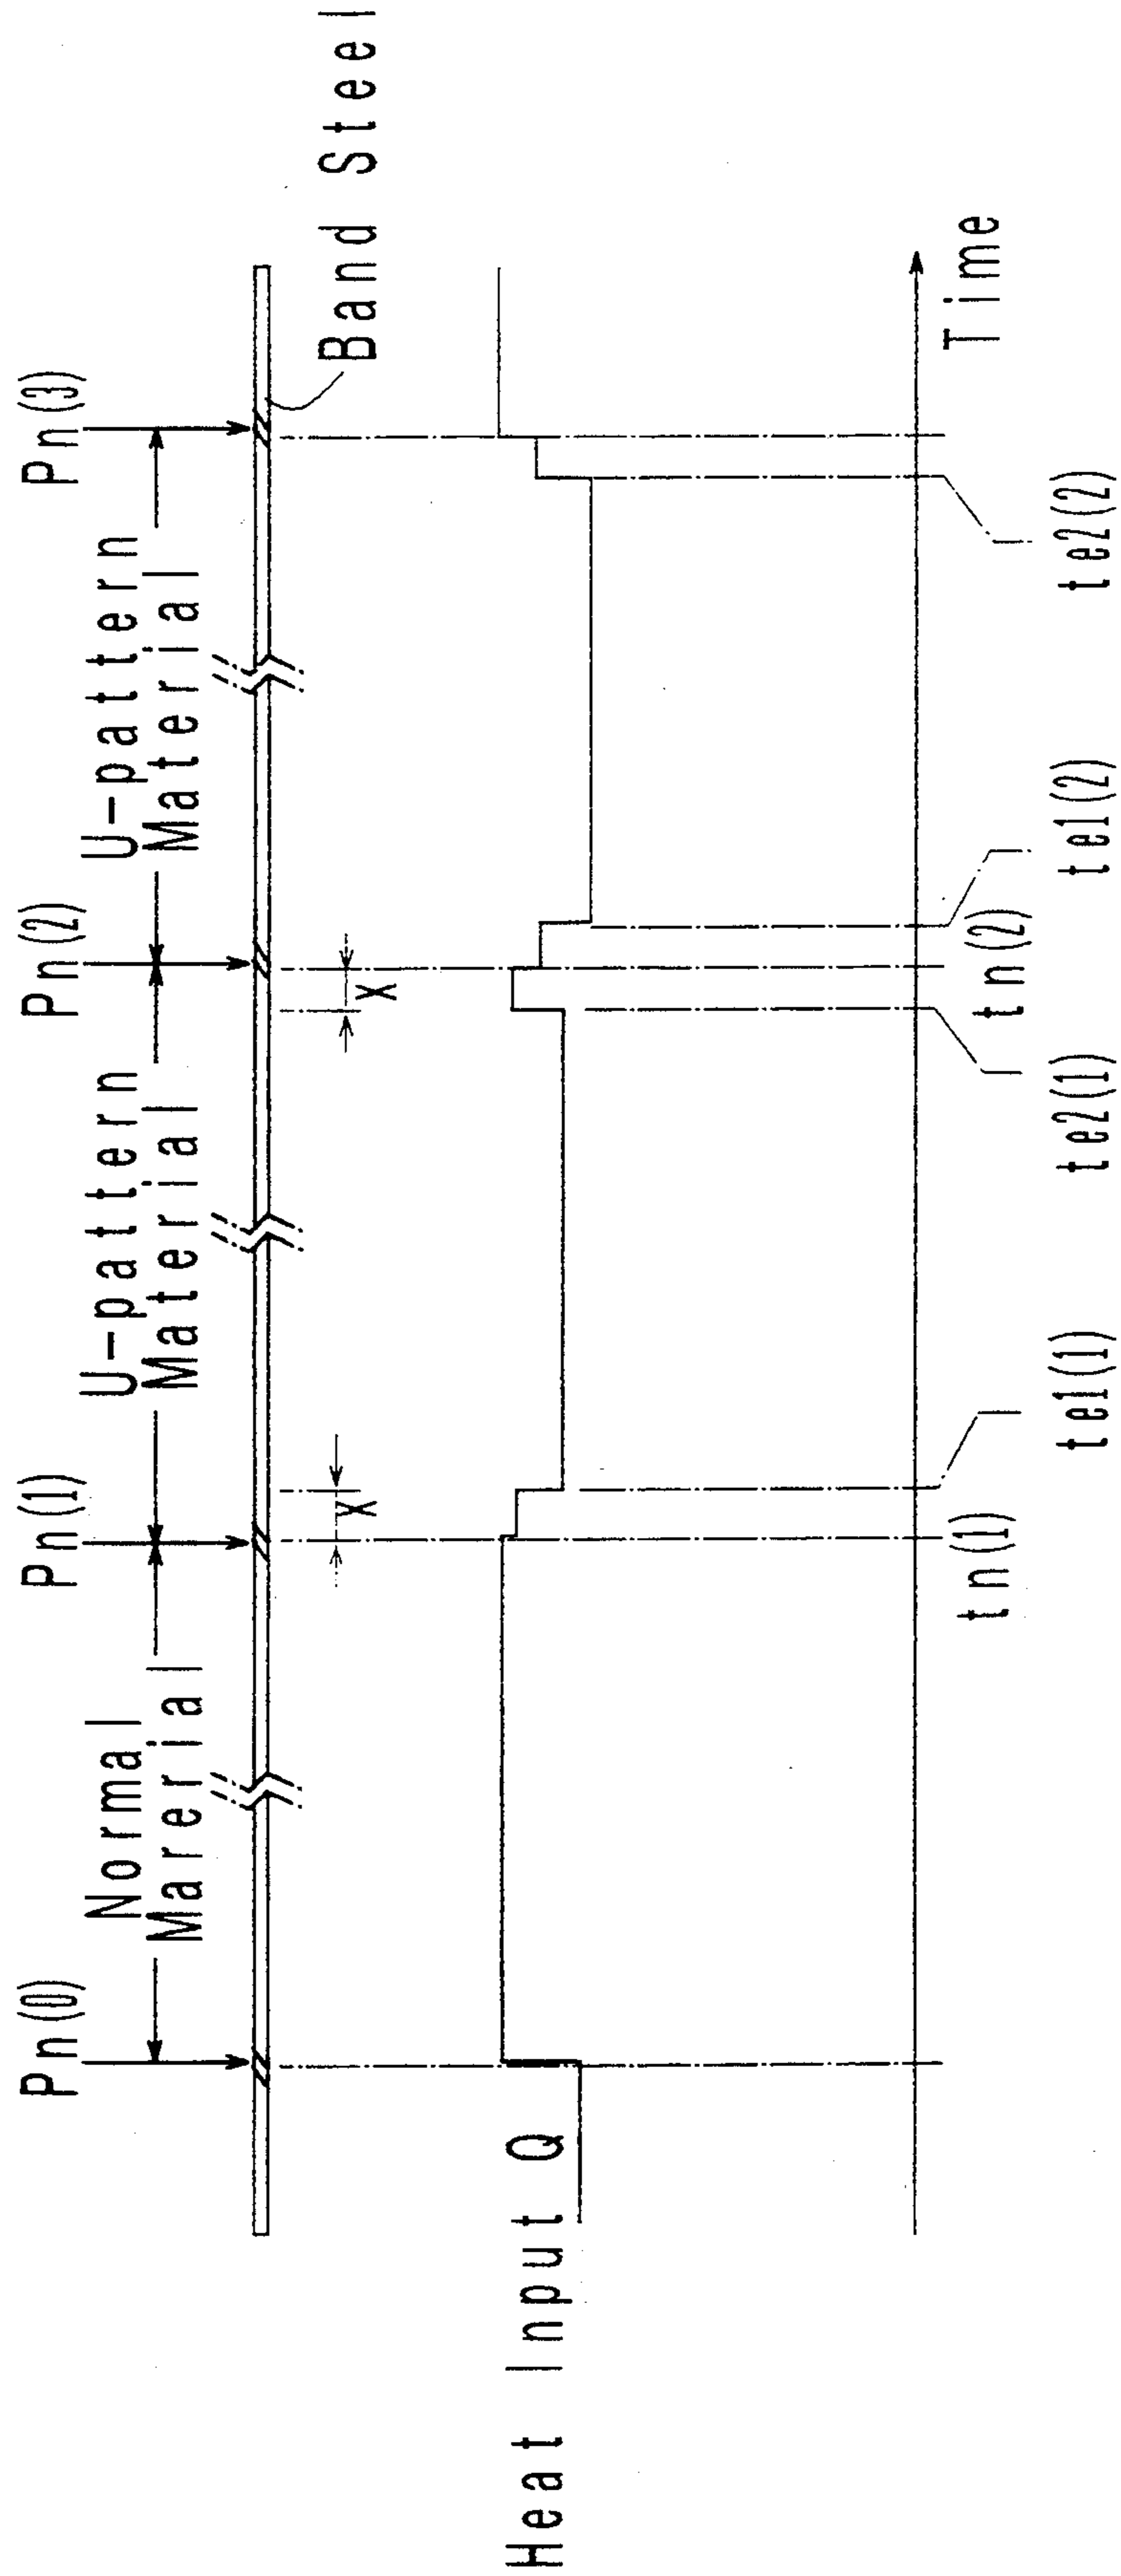 Pn(0)
Pn(1)
Pn(2)
Pn(3)
Normal
Marerial
U-pattern
Material
U-pattern
Material
Band Steel
X
X
Heat Input Q
Time
tn(1)
tn(2)
te1(1)
te2(1)
te1(2)
te2(2)